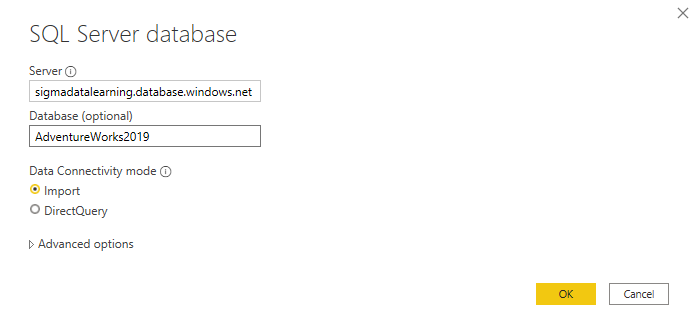 SQL Server database
Server
sigmadatalearning.database.windows.net
Database (optional)
AdventureWorks2019
Data Connectivity mode
Import
DirectQuery
Advanced options
OK Cancel